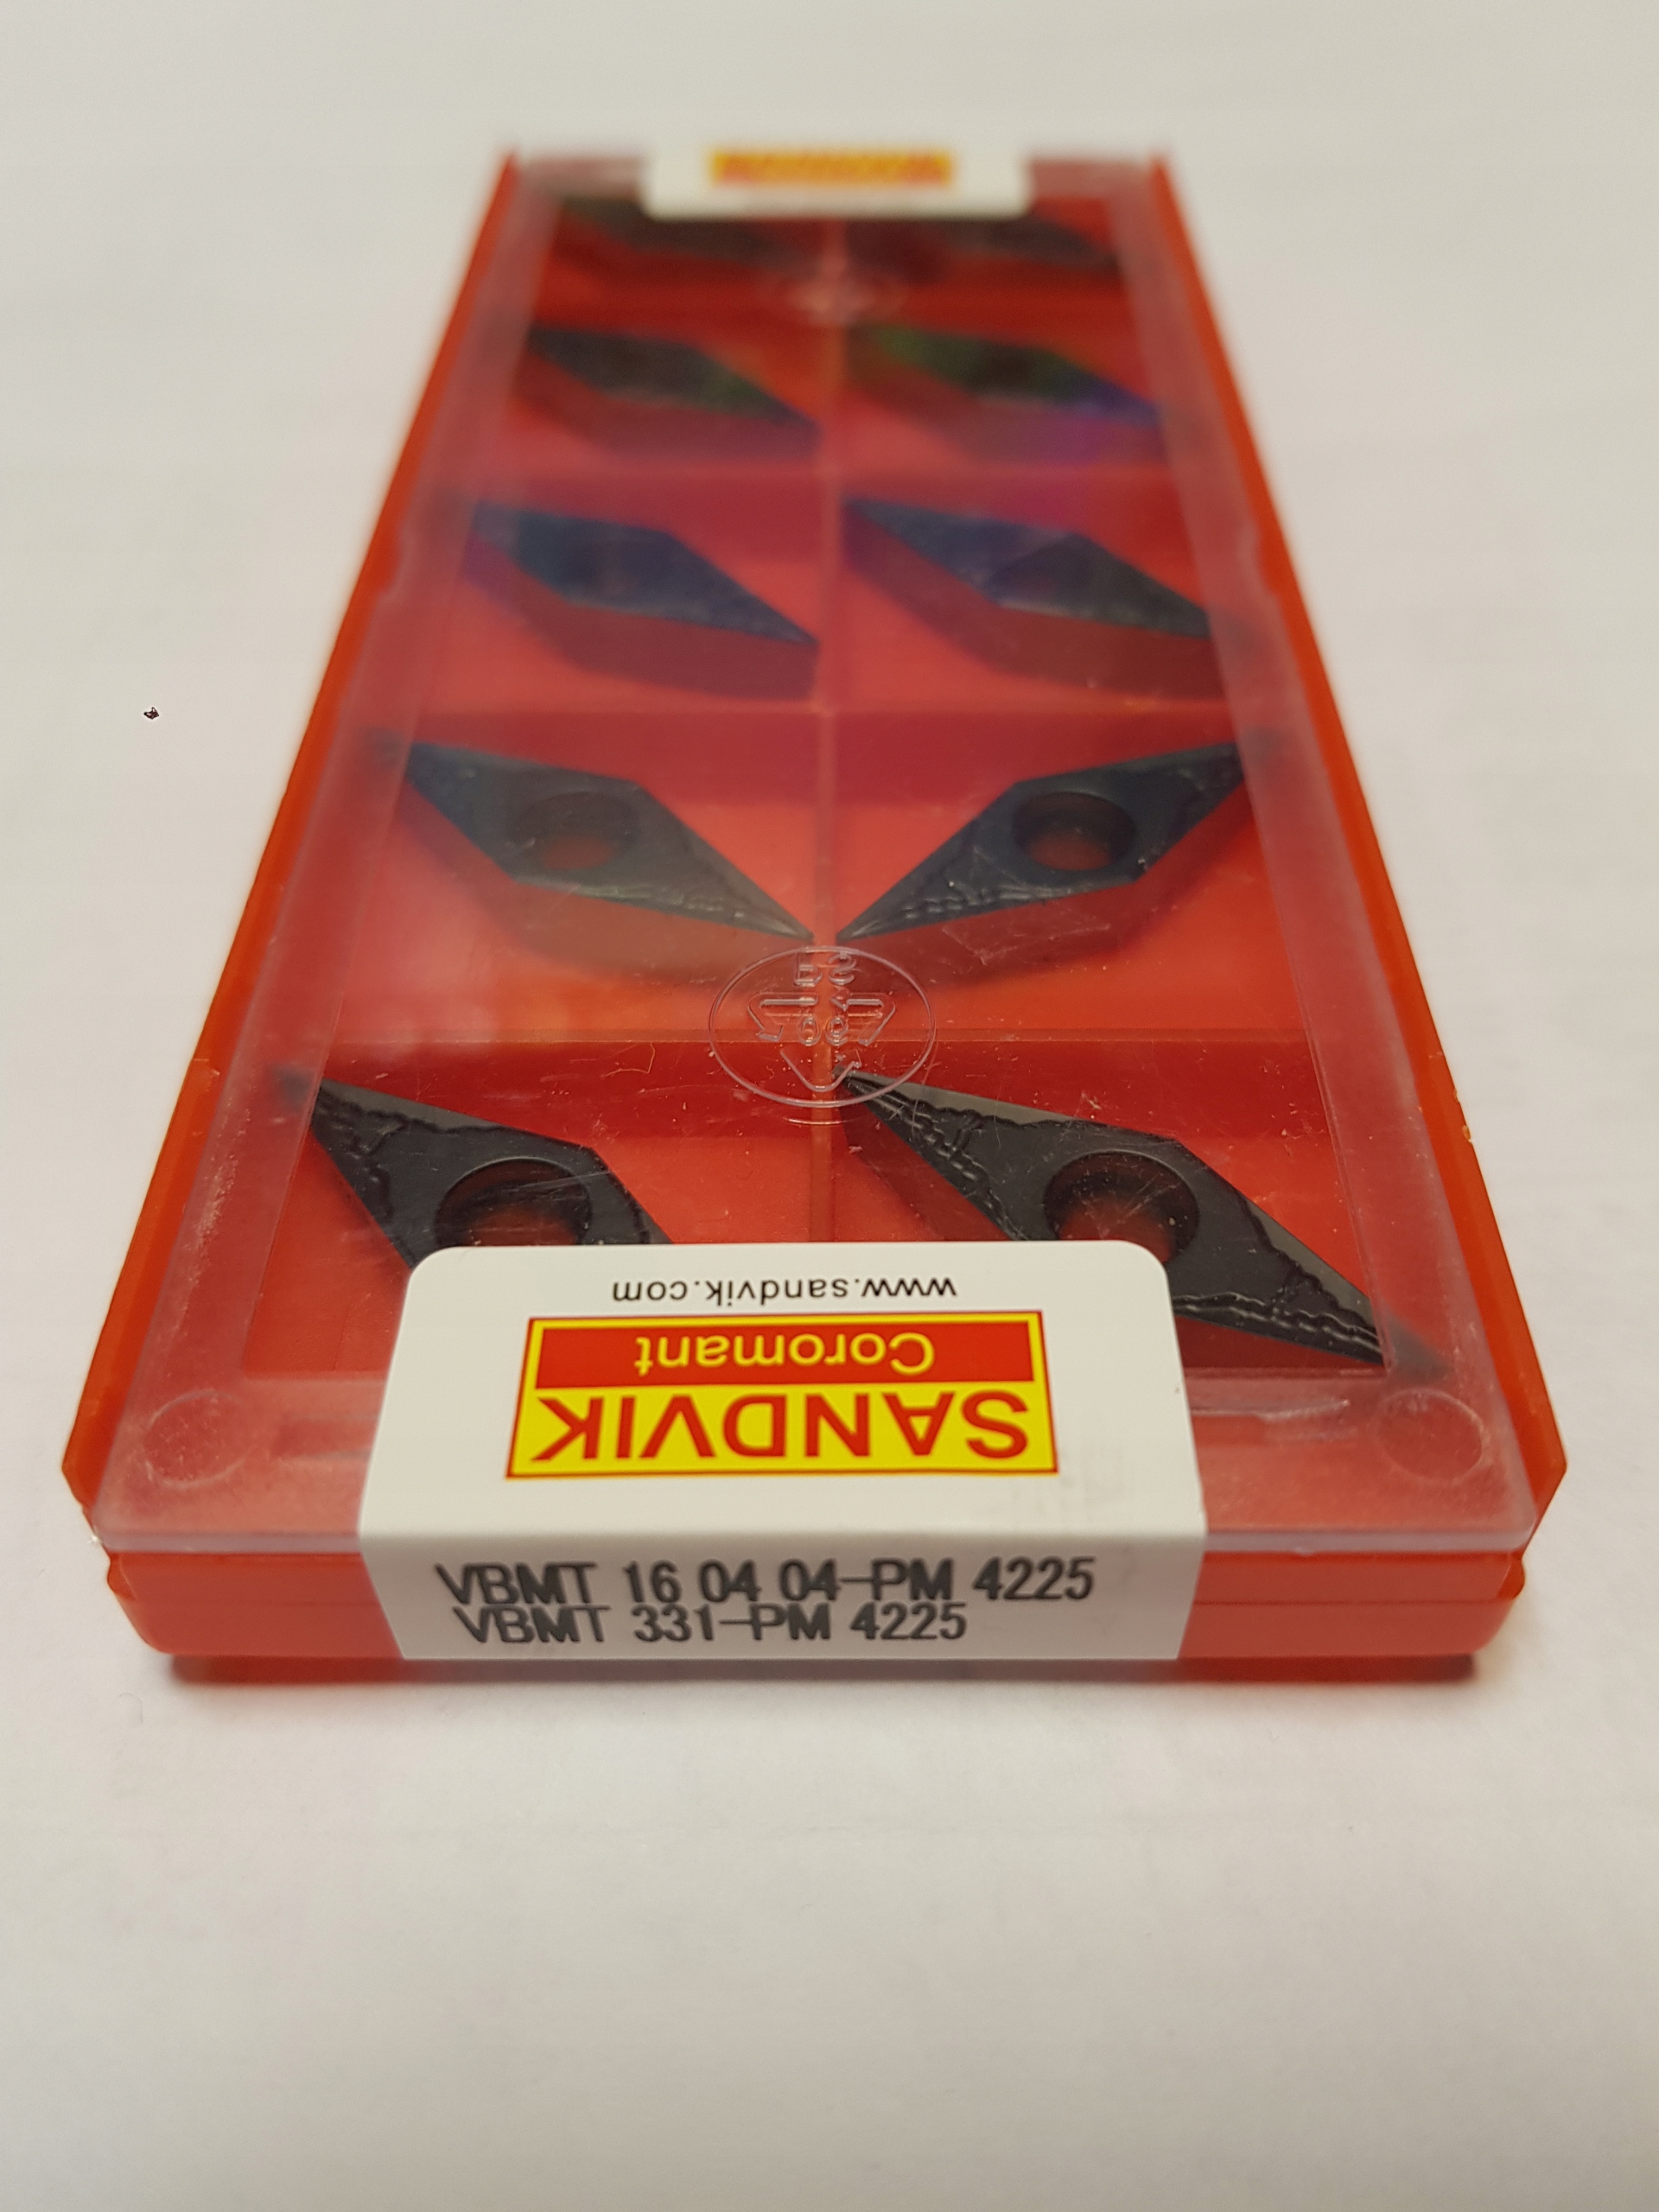 www.sandvik.com
SANDVIK
Coromant
VBMT 16 04 04-PM 4225
VBMT 331-PM 4225